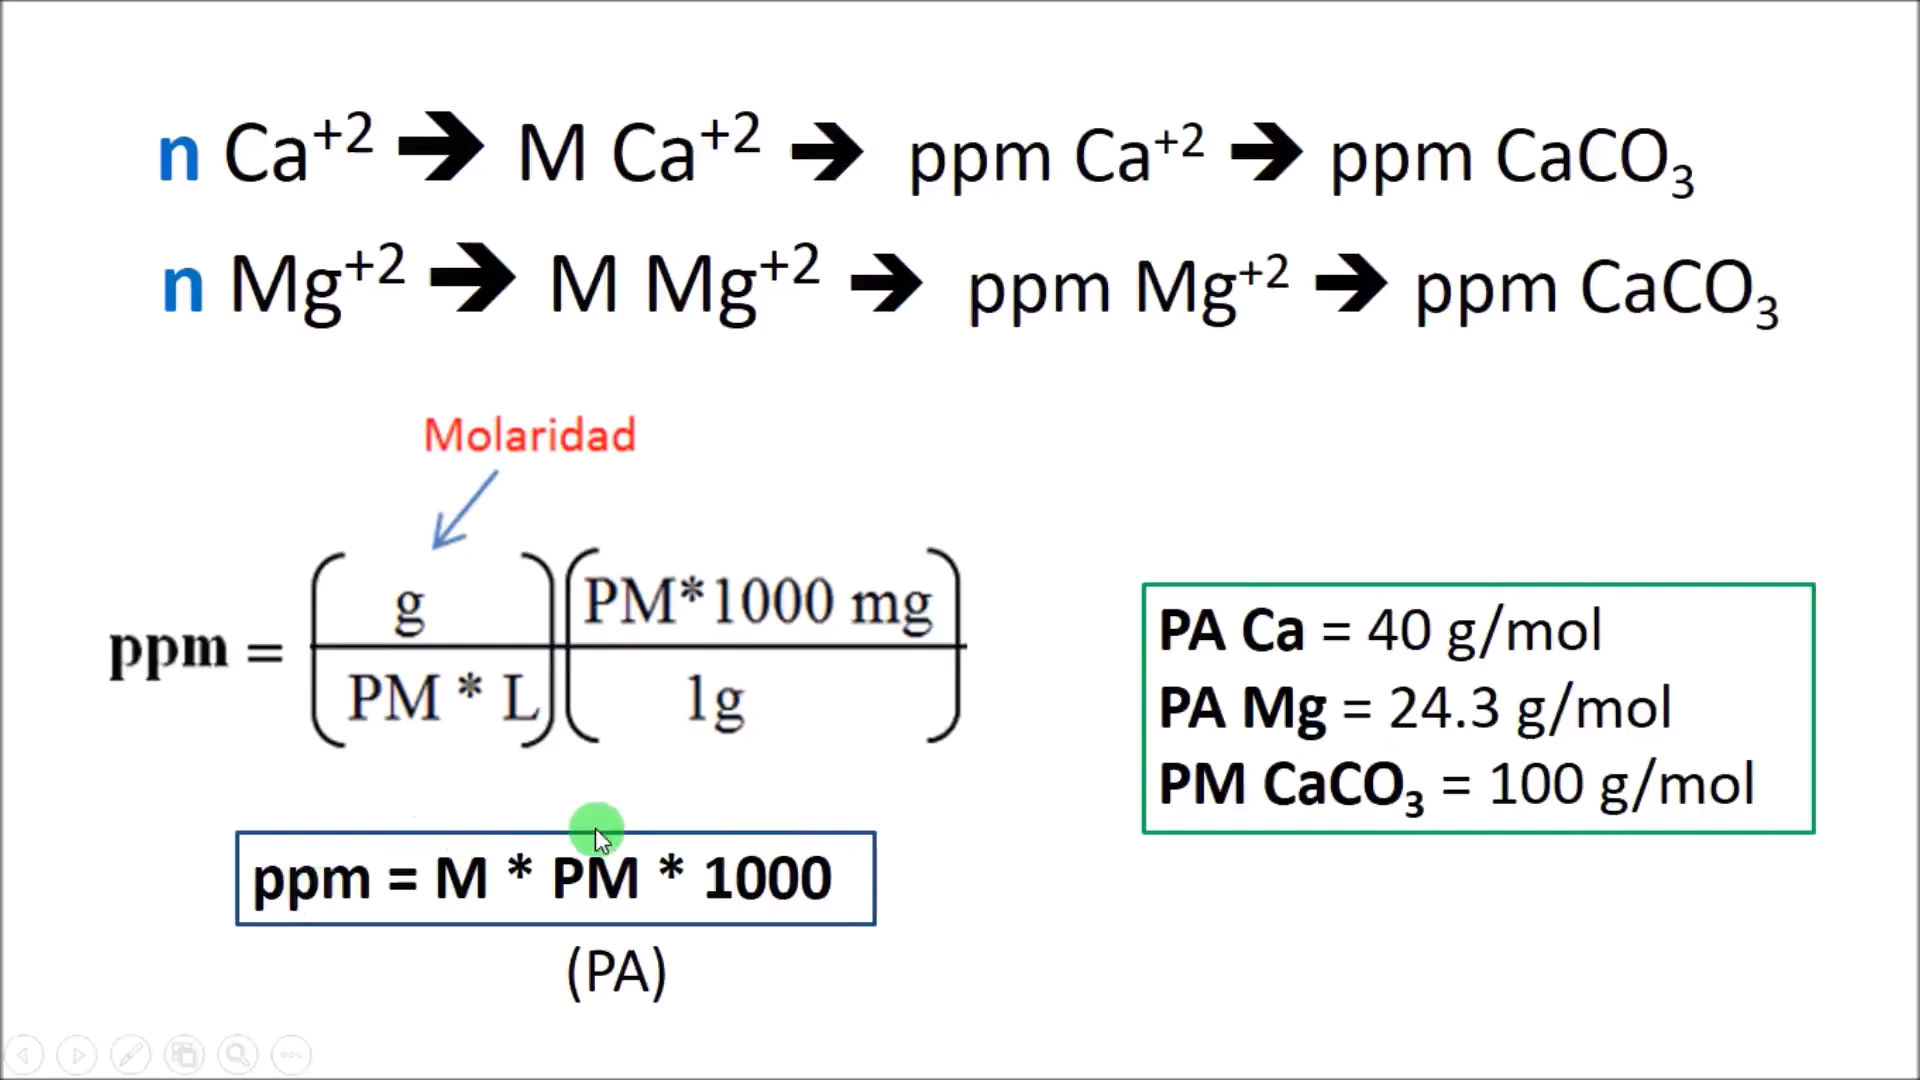 n Ca+2 ➔ M Ca+2 ➔ ppm Ca+2 ➔ ppm CaCO3
n Mg+2 ➔ M Mg+2 ➔ ppm Mg+2 ➔ ppm CaCO3
Molaridad
ppm = (g / PM * L) (PM*1000 mg / 1g)
PA Ca = 40 g/mol
PA Mg = 24.3 g/mol
PM CaCO3 = 100 g/mol
ppm = M * PM * 1000
(PA)